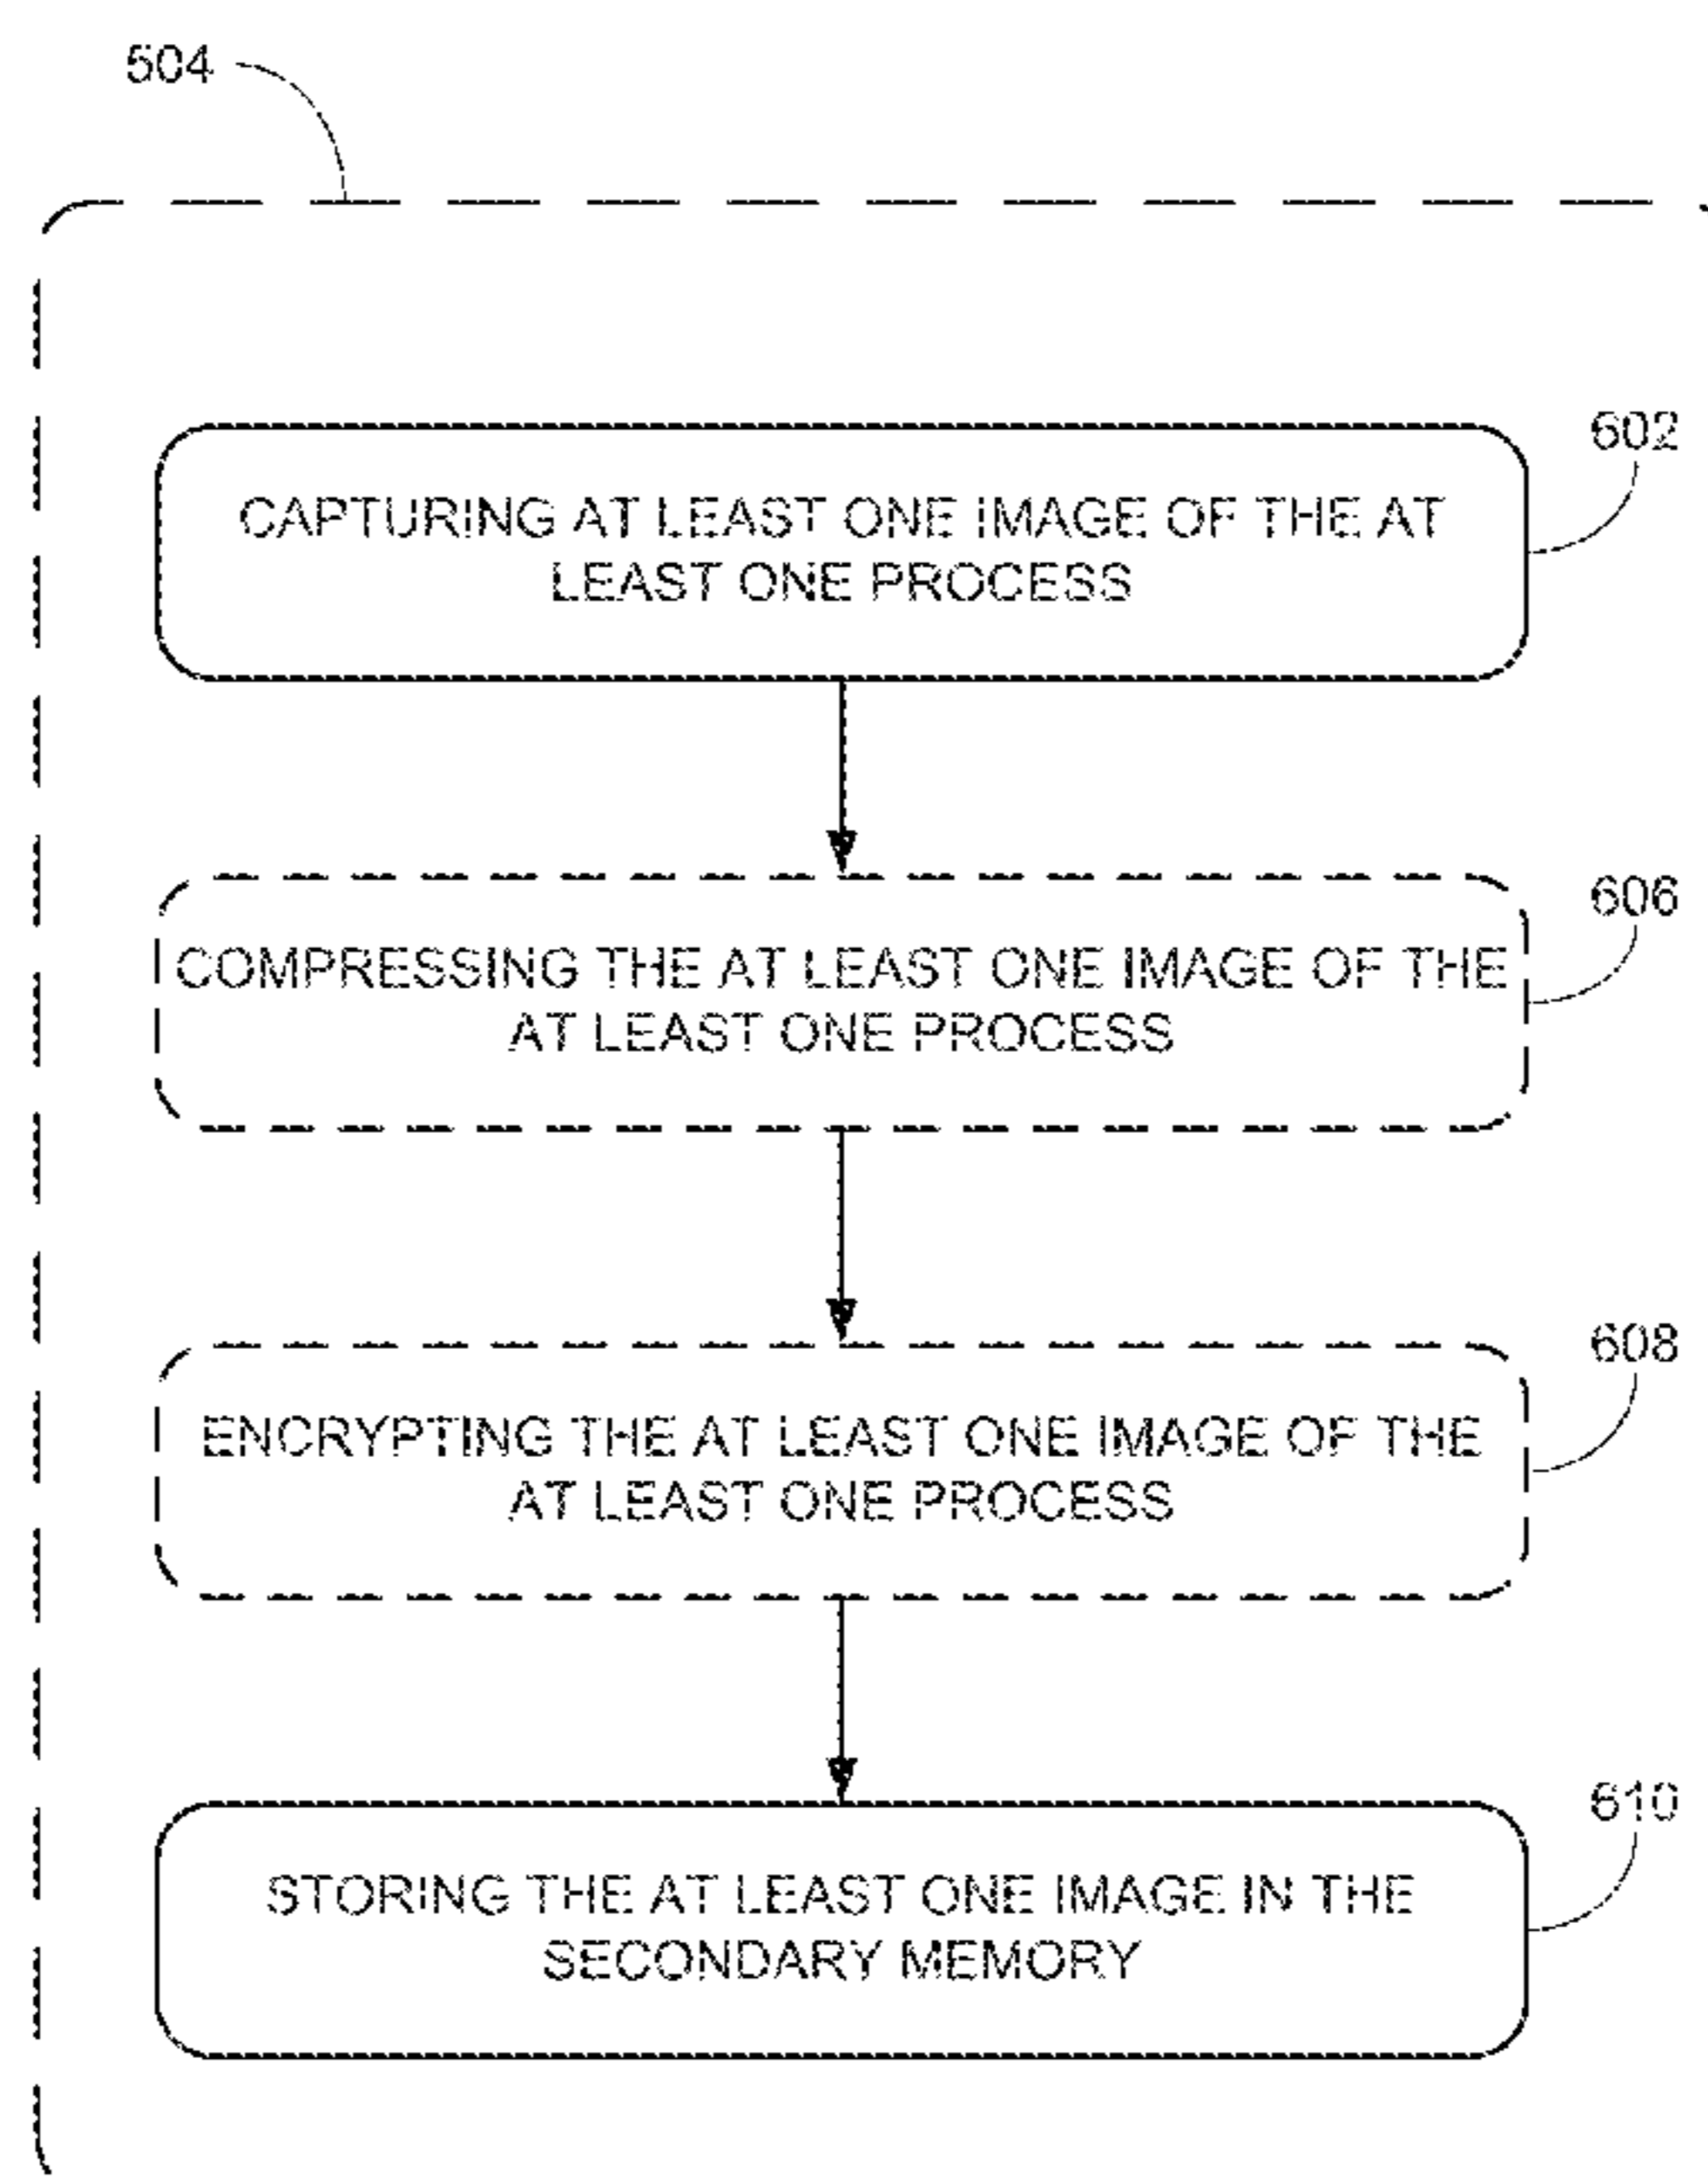 504
602
CAPTURING AT LEAST ONE IMAGE OF THE AT
LEAST ONE PROCESS
606
COMPRESSING THE AT LEAST ONE IMAGE OF THE
AT LEAST ONE PROCESS
608
ENCRYPTING THE AT LEAST ONE IMAGE OF THE
AT LEAST ONE PROCESS
610
STORING THE AT LEAST ONE IMAGE IN THE
SECONDARY MEMORY